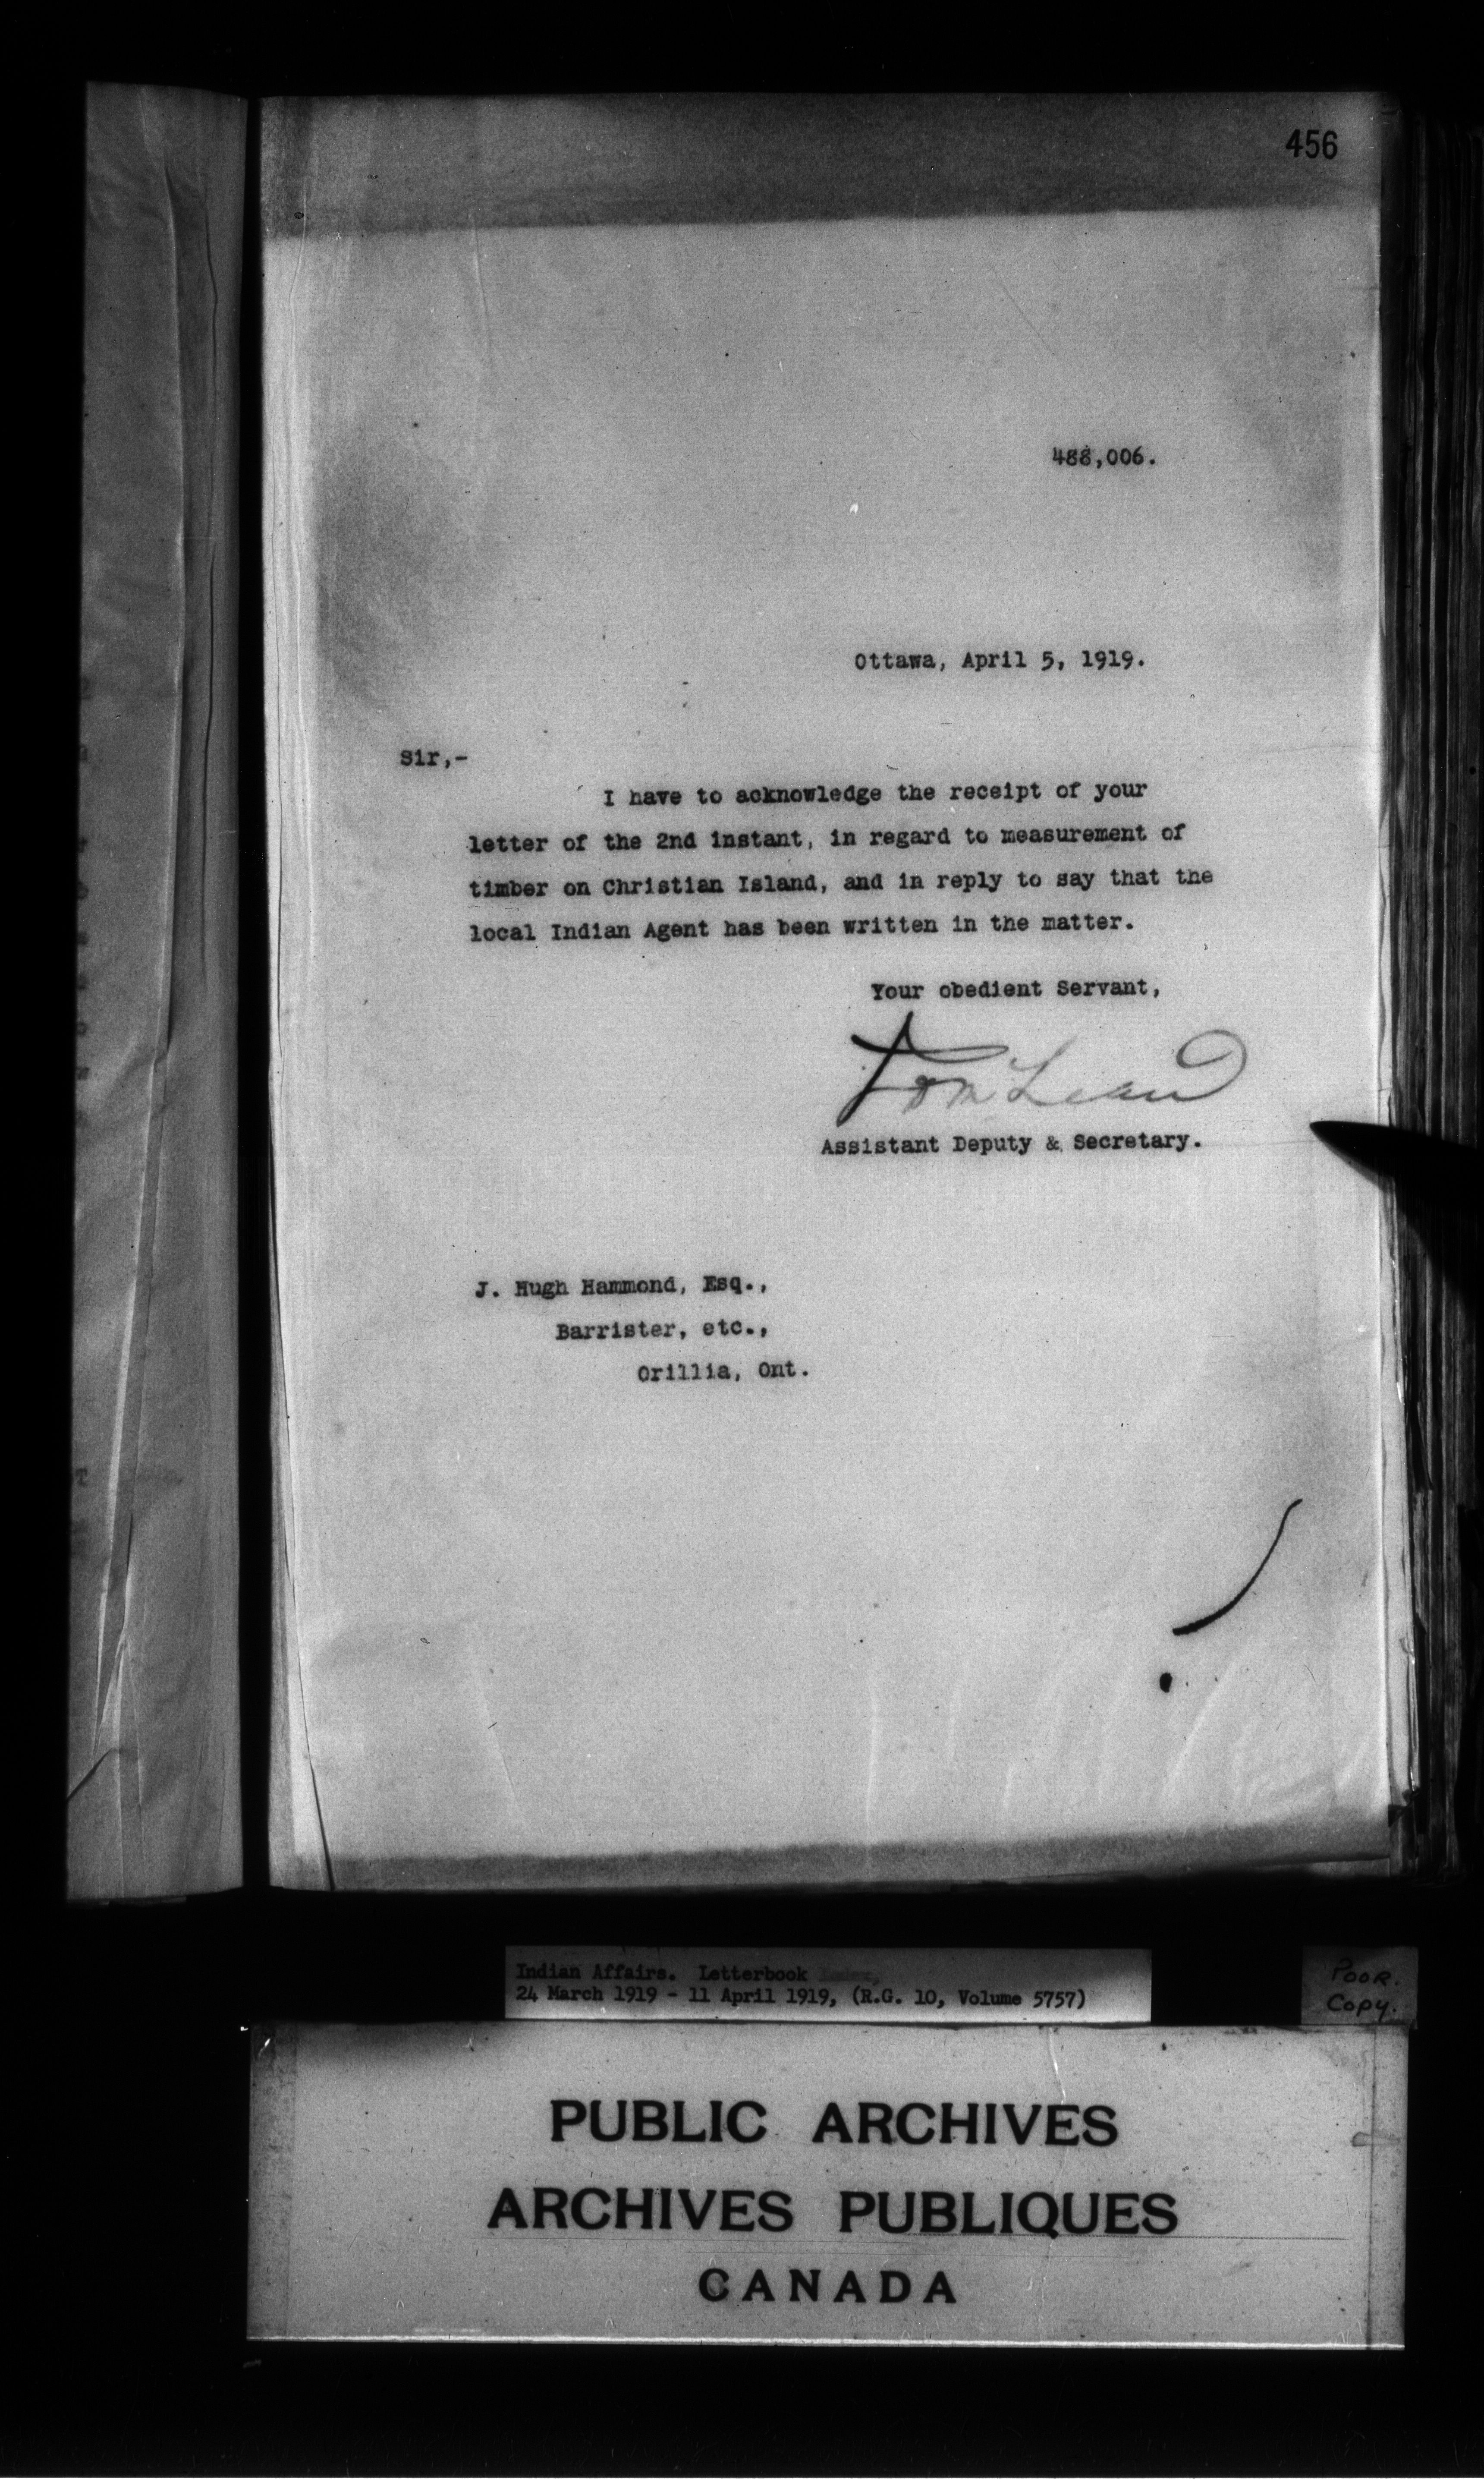 456
488,006.
Ottawa, April 5, 1919.
Sir,-
I have to acknowledge the receipt of your
letter of the 2nd instant, in regard to measurement of
timber on Christian Island, and in reply to say that the
local Indian Agent has been written in the matter.
Your obedient Servant,
Assistant Deputy & Secretary.
J. Hugh Hammond, Esq.,
Barrister, etc.,
Orillia, Ont.
Indian Affairs. Letterbook
24 March 1919 - 11 April 1919, (R.G. 10, Volume 5757)
POOR.
COPY.
PUBLIC ARCHIVES
ARCHIVES PUBLIQUES
CANADA